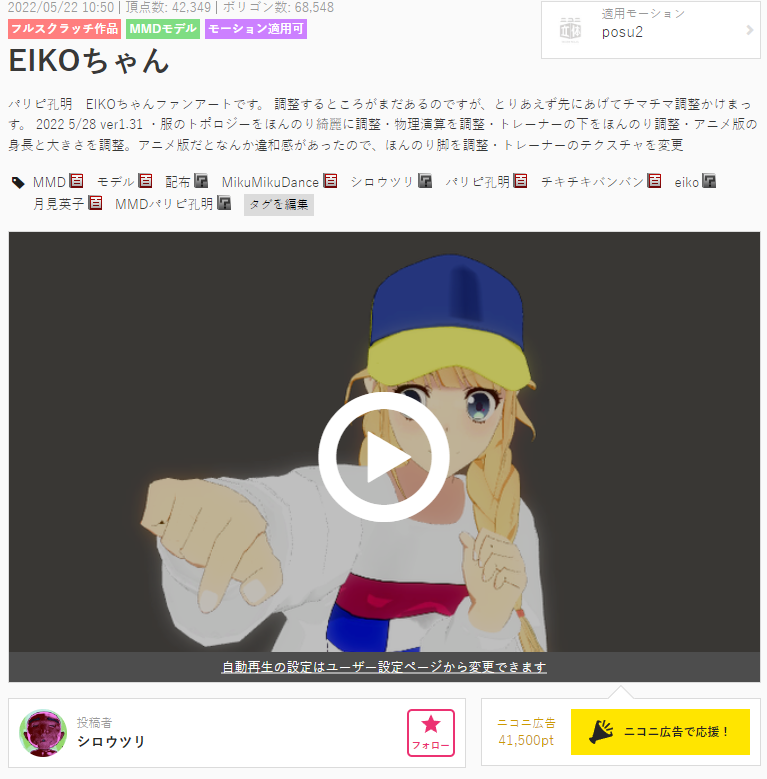 2022/05/22 10:50 | 頂点数: 42,349 | ポリゴン数: 68,548
フルスクラッチ作品 MMDモデル モーション適用可
適用モーション
posu2
EIKOちゃん
パリピ孔明　EIKOちゃんファンアートです。 調整するところがまだあるのですが、とりあえず先にあげてチマチマ調整かけまっ
す。 2022 5/28 ver1.31 ・服のトポロジーをほんのり綺麗に調整・物理演算を調整・トレーナーの下をほんのり調整・アニメ版の
身長と大きさを調整。アニメ版だとなんか違和感があったので、ほんのり脚を調整・トレーナーのテクスチャを変更
MMD モデル 配布 MikuMikuDance シロウツリ パリピ孔明 チキチキバンバン eiko
月見英子 MMDパリピ孔明 タグを編集
自動再生の設定はユーザー設定ページから変更できます
投稿者
シロウツリ
フォロー
ニコニ広告
41,500pt
ニコニ広告で応援！